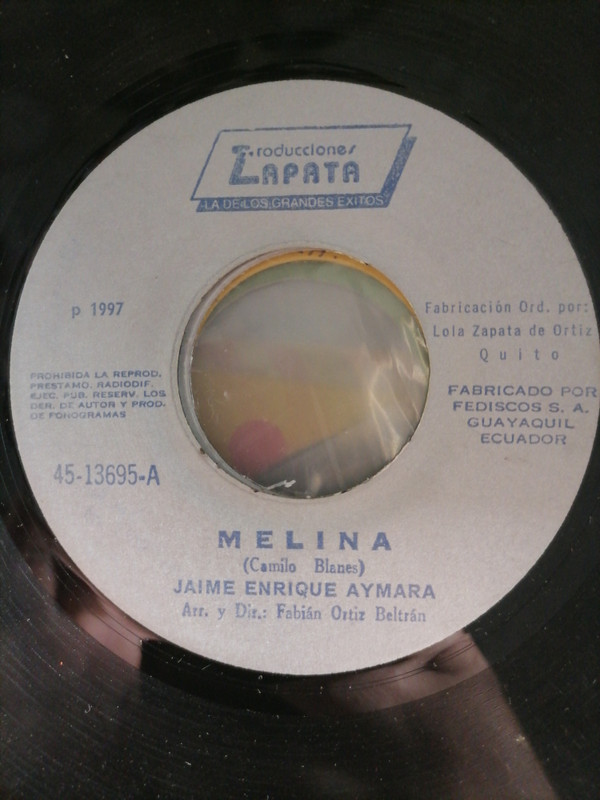 Producciones
ZAPATA
LA DE LOS GRANDES EXITOS
p 1997
Fabricación Ord. por:
Lola Zapata de Ortiz
Quito
PROHIBIDA LA REPROD.
PRESTAMO, RADIODIF.
EJEC. PUB. RESERV. LOS
DER. DE AUTOR Y PROD.
DE FONOGRAMAS
FABRICADO POR
FEDISCOS S. A.
GUAYAQUIL
ECUADOR
45-13695-A
MELINA
(Camilo Blanes)
JAIME ENRIQUE AYMARA
Arr. y Dir.: Fabián Ortiz Beltrán